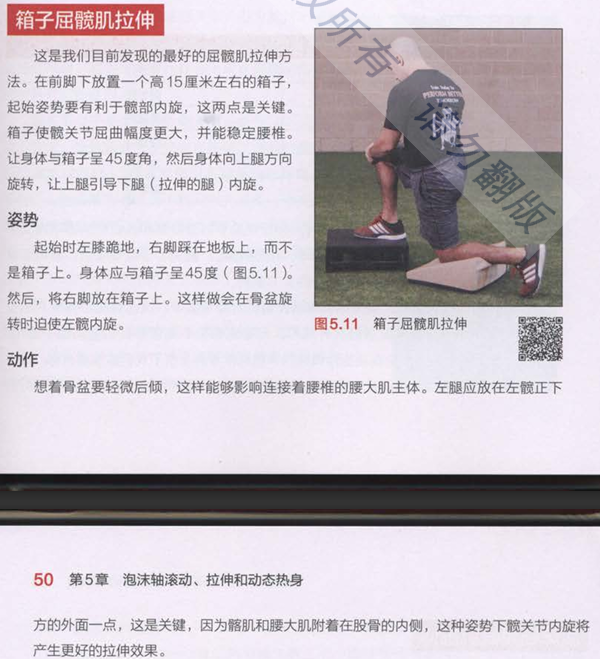 箱子屈髋肌拉伸
这是我们目前发现的最好的屈髋肌拉伸方
法。在前脚下放置一个高15厘米左右的箱子，
起始姿势要有利于髋部内旋，这两点是关键。
箱子使髋关节屈曲幅度更大，并能稳定腰椎。
让身体与箱子呈45度角，然后身体向上腿方向
旋转，让上腿引导下腿（拉伸的腿）内旋。
姿势
起始时左膝跪地，右脚踩在地板上，而不
是箱子上。身体应与箱子呈45度（图5.11）。
然后，将右脚放在箱子上。这样做会在骨盆旋
转时迫使左髋内旋。
图5.11 箱子屈髋肌拉伸
动作
想着骨盆要轻微后倾，这样能够影响连接着腰椎的腰大肌主体。左腿应放在左髋正下
50 第5章 泡沫轴滚动、拉伸和动态热身
方的外面一点，这是关键，因为髂肌和腰大肌附着在股骨的内侧，这种姿势下髋关节内旋将
产生更好的拉伸效果。
权所有
请勿翻版
PERFORM BETTER